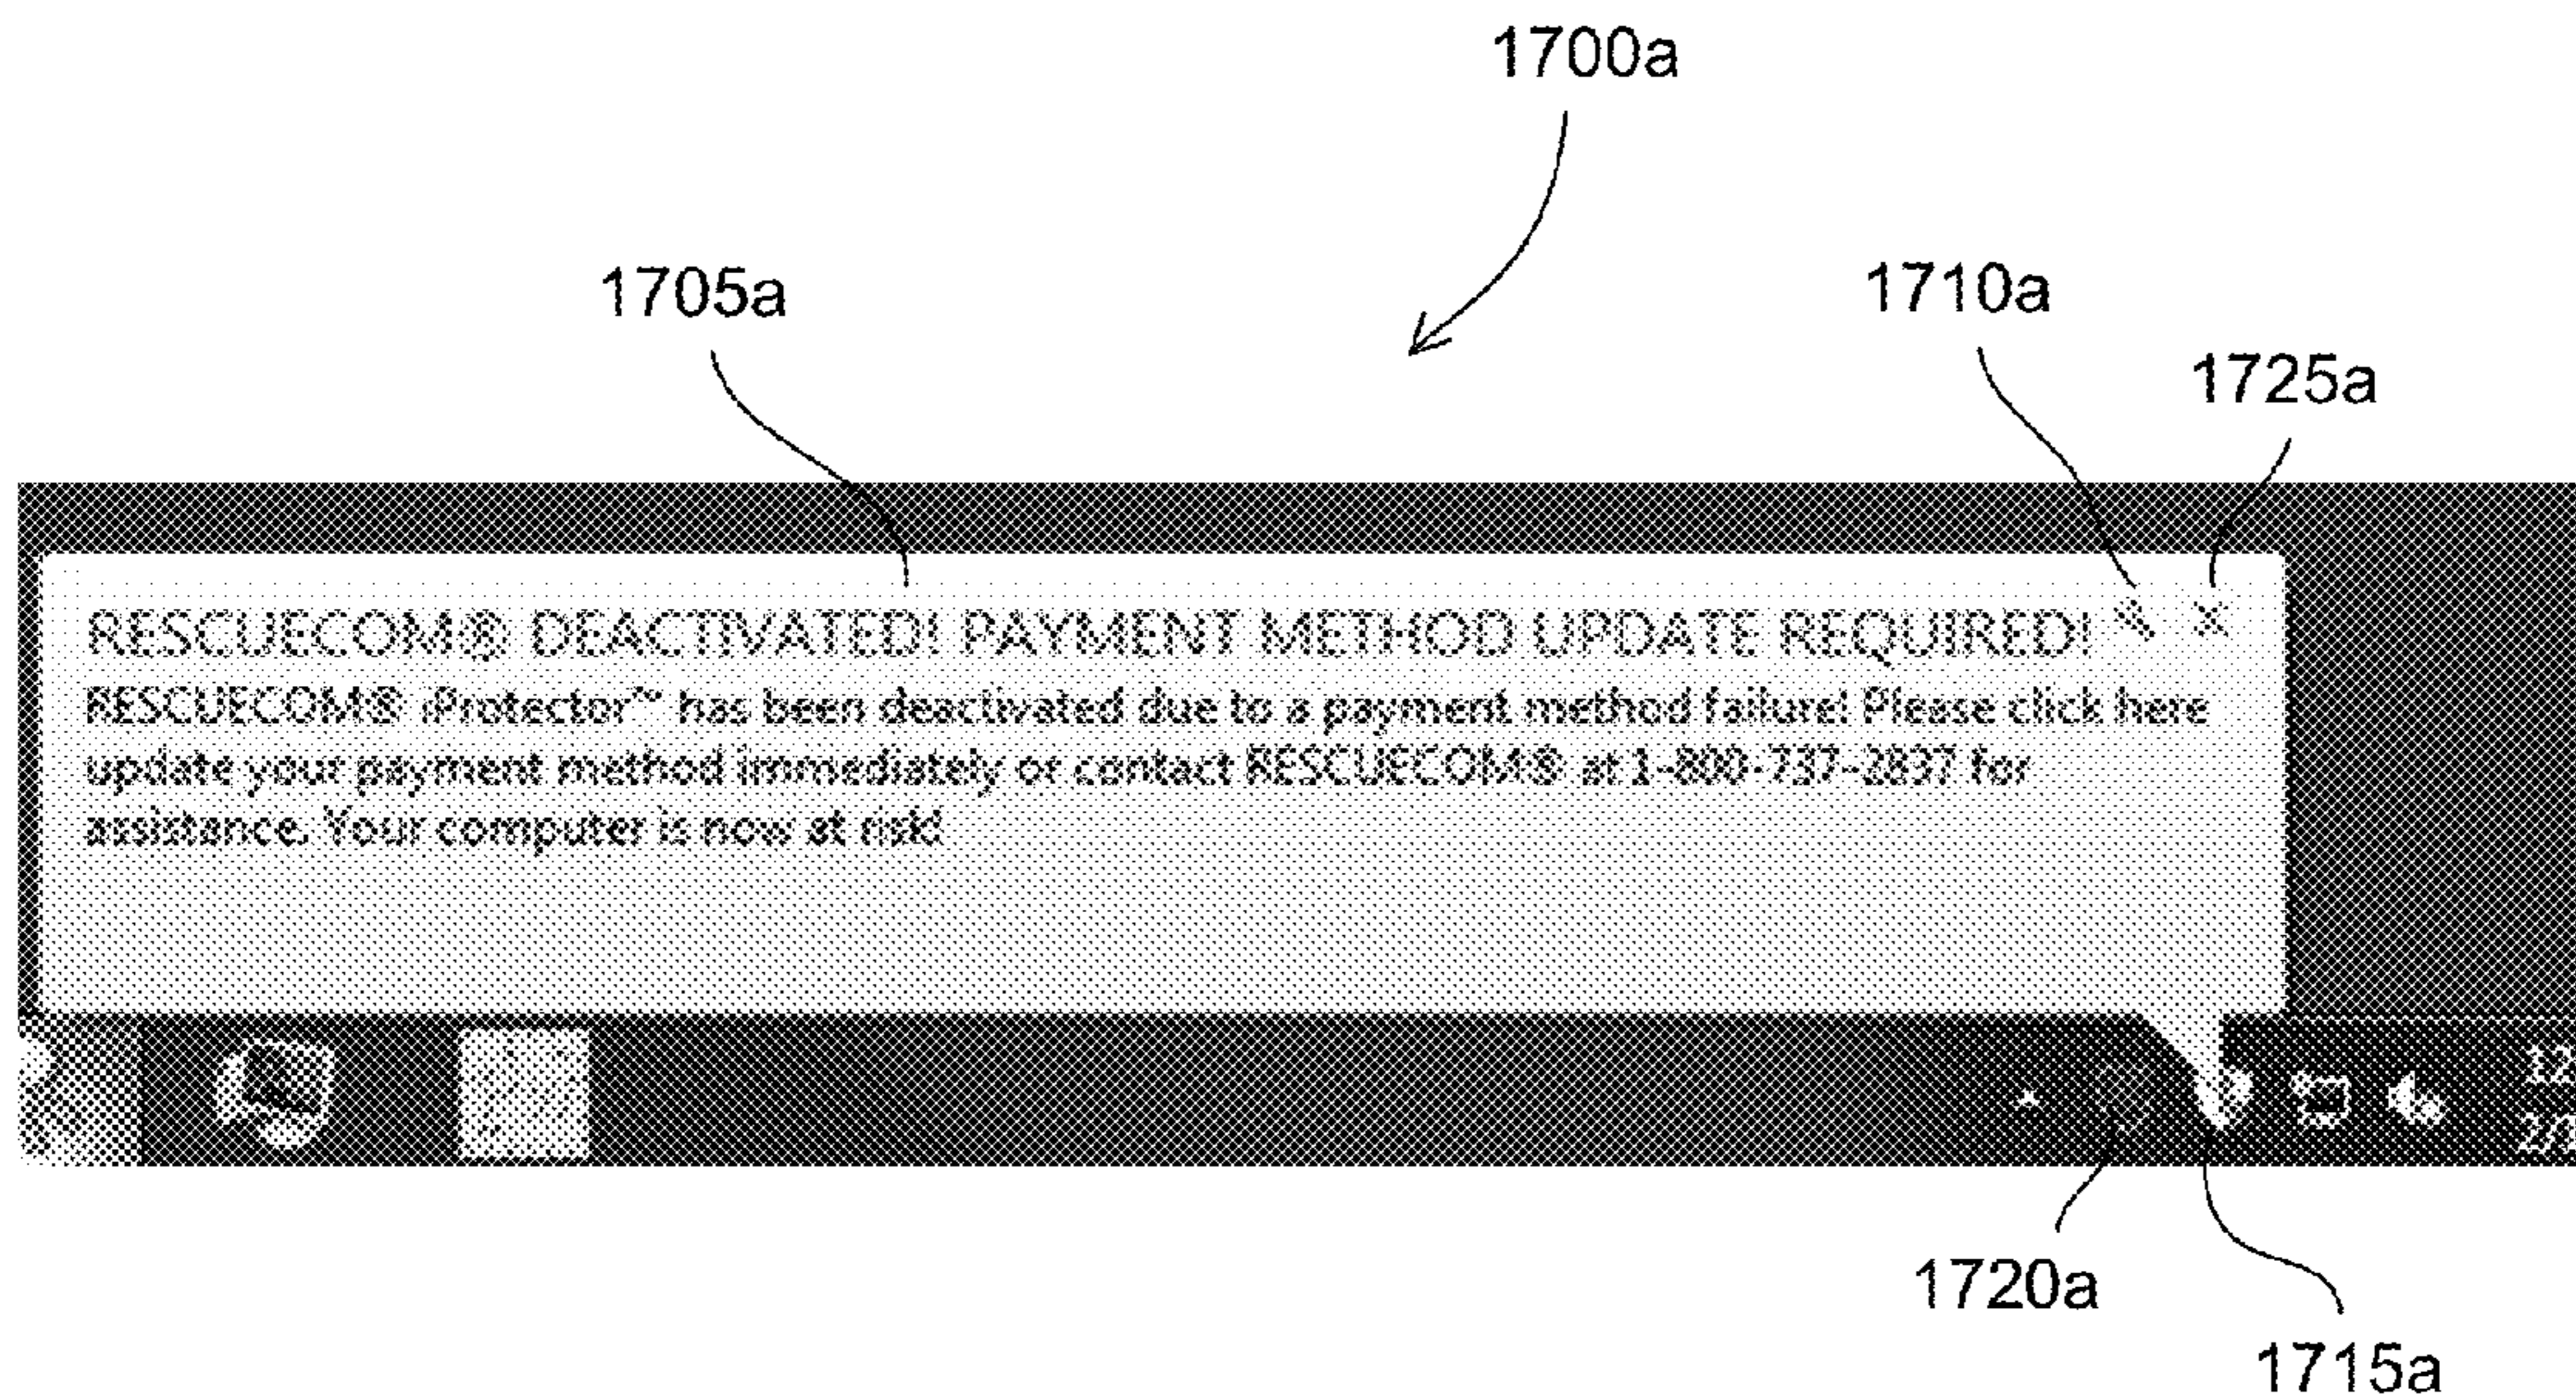 1700a
1705a
1710a
1725a
RESCUECOM® DEACTIVATED! PAYMENT METHOD UPDATE REQUIRED!
RESCUECOM® iProtector™ has been deactivated due to a payment method failure! Please click here
update your payment method immediately or contact RESCUECOM® at 1-800-737-2897 for
assistance. Your computer is now at risk!
1720a
1715a